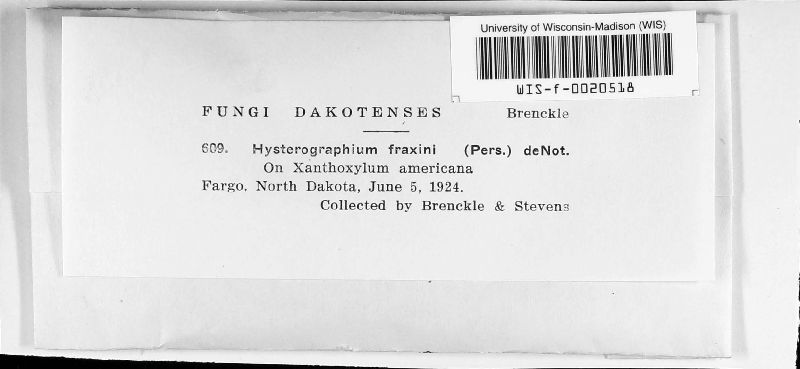 University of Wisconsin-Madison (WIS)
WIS-f-0020518
FUNGI DAKOTENSES Brenckle
609. Hysterographium fraxini (Pers.) deNot.
On Xanthoxylum americana
Fargo, North Dakota, June 5, 1924.
Collected by Brenckle & Stevens